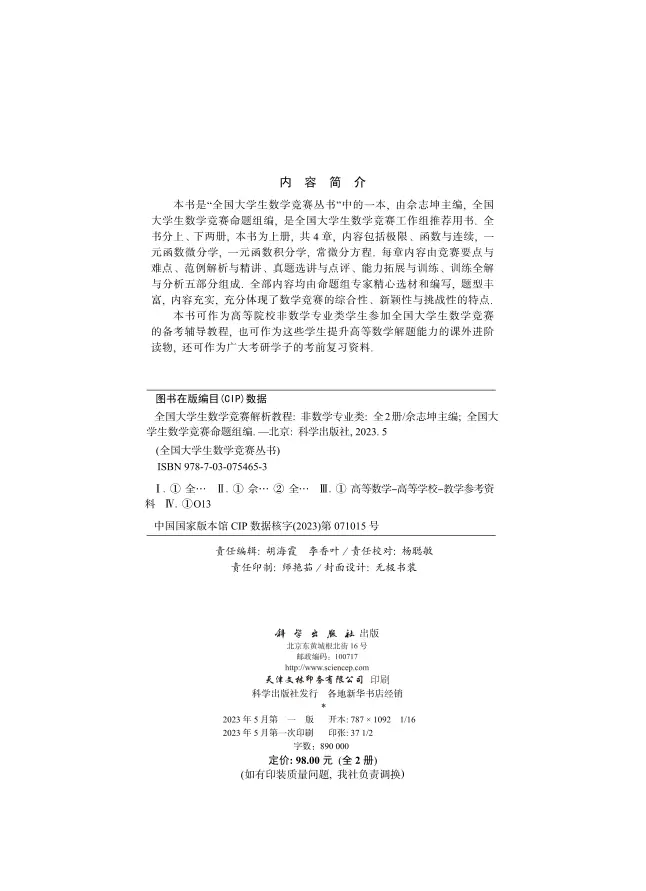 内 容 简 介
本书是“全国大学生数学竞赛丛书”中的一本, 由佘志坤主编, 全国
大学生数学竞赛命题组编, 是全国大学生数学竞赛工作组推荐用书. 全
书分上、下两册, 本书为上册, 共 4 章, 内容包括极限、函数与连续, 一
元函数微分学, 一元函数积分学, 常微分方程. 每章内容由竞赛要点与
难点、范例解析与精讲、真题选讲与点评、能力拓展与训练、训练全解
与分析五部分组成. 全部内容均由命题组专家精心选材和编写, 题型丰
富, 内容充实, 充分体现了数学竞赛的综合性、新颖性与挑战性的特点.
本书可作为高等院校非数学专业类学生参加全国大学生数学竞赛
的备考辅导教程, 也可作为这些学生提升高等数学解题能力的课外进阶
读物, 还可作为广大考研学子的考前复习资料.
图书在版编目(CIP)数据
全国大学生数学竞赛解析教程: 非数学专业类: 全2册/佘志坤主编; 全国大
学生数学竞赛命题组编. —北京: 科学出版社, 2023. 5
(全国大学生数学竞赛丛书)
ISBN 978-7-03-075465-3
Ⅰ. ① 全… Ⅱ. ① 佘… ② 全… Ⅲ. ① 高等数学–高等学校–教学参考资
料 Ⅳ. ①O13
中国国家版本馆 CIP 数据核字(2023)第 071015 号
责任编辑: 胡海霞 李香叶 / 责任校对: 杨聪敏
责任印制: 师艳茹 / 封面设计: 无极书装
科学出版社 出版
北京东黄城根北街 16 号
邮政编码: 100717
http://www.sciencep.com
天津文林印务有限公司 印刷
科学出版社发行 各地新华书店经销
*
2023 年 5 月第 一 版 开本: 787 × 1092 1/16
2023 年 5 月第一次印刷 印张: 37 1/2
字数: 890 000
定价: 98.00 元 (全 2 册)
(如有印装质量问题, 我社负责调换)